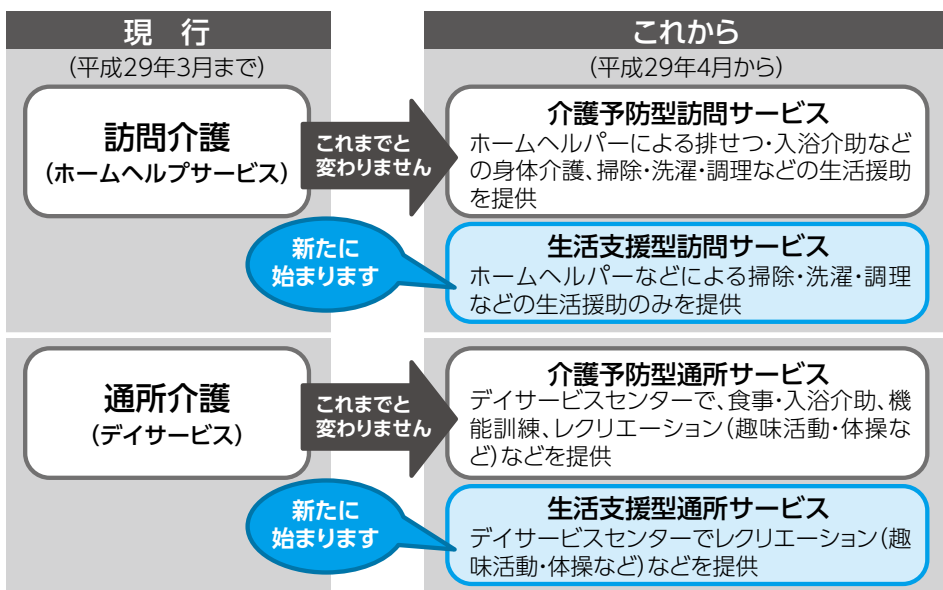 現 行
(平成29年3月まで)
これから
(平成29年4月から)
訪問介護
(ホームヘルプサービス)
これまでと
変わりません
介護予防型訪問サービス
ホームヘルパーによる排せつ・入浴介助など
の身体介護、掃除・洗濯・調理などの生活援助
を提供
新たに
始まります
生活支援型訪問サービス
ホームヘルパーなどによる掃除・洗濯・調理
などの生活援助のみを提供
通所介護
(デイサービス)
これまでと
変わりません
介護予防型通所サービス
デイサービスセンターで、食事・入浴介助、機
能訓練、レクリエーション(趣味活動・体操な
ど)などを提供
新たに
始まります
生活支援型通所サービス
デイサービスセンターでレクリエーション(趣
味活動・体操など)などを提供